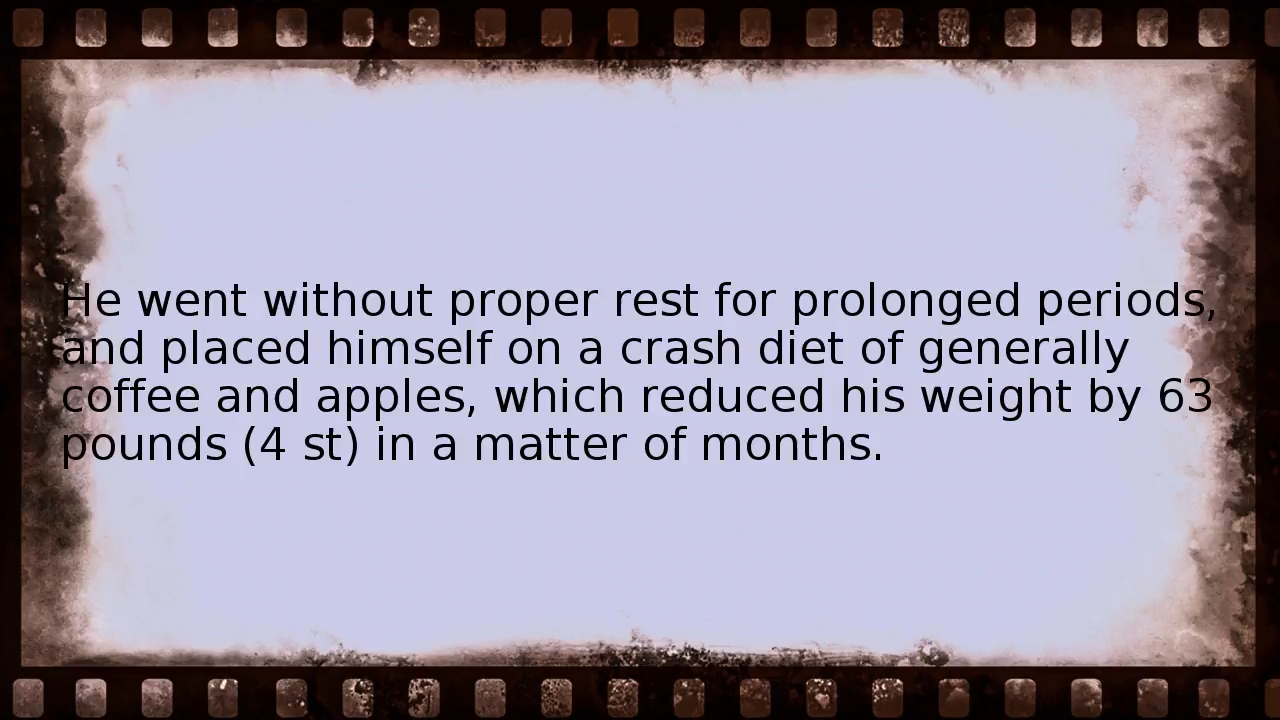 He went without proper rest for prolonged periods,
and placed himself on a crash diet of generally
coffee and apples, which reduced his weight by 63
pounds (4 st) in a matter of months.